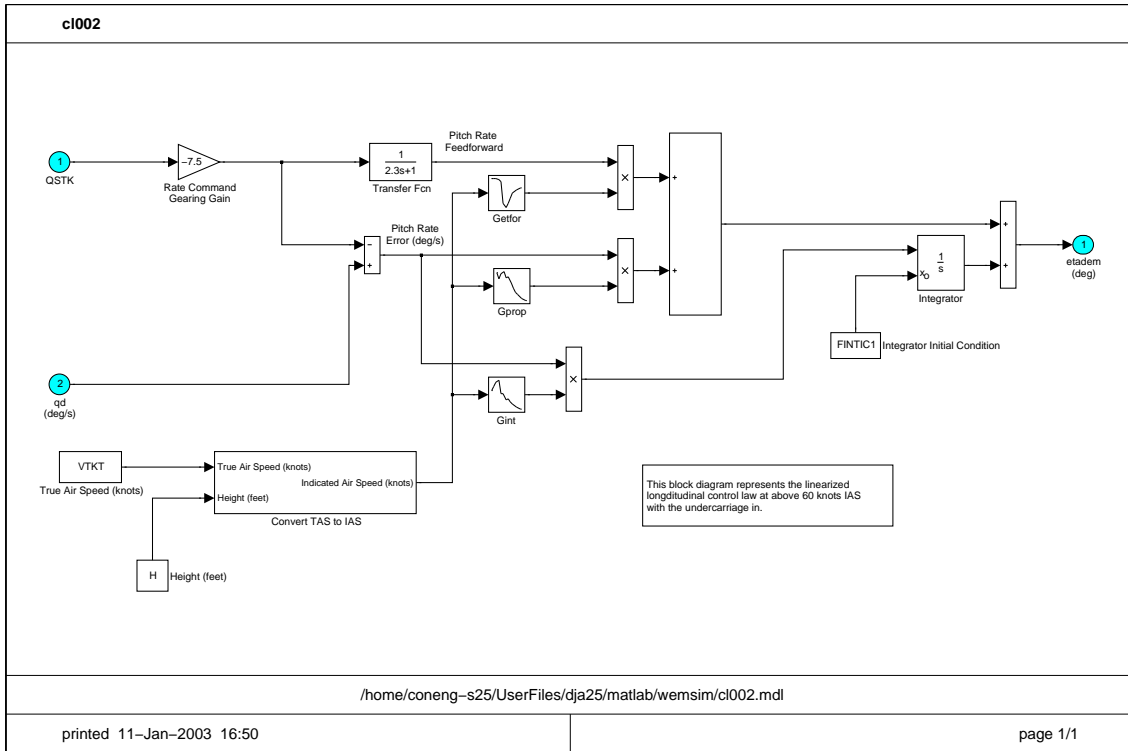 cl002
1
QSTK
−7.5
Rate Command
Gearing Gain
1
2.3s+1
Transfer Fcn
Pitch Rate
Feedforward
Getfor
×
+
Pitch Rate
Error (deg/s)
−
+
Gprop
×
+
+
+
1
s
xo
Integrator
1
etadem
(deg)
FINTIC1
Integrator Initial Condition
2
qd
(deg/s)
Gint
×
VTKT
True Air Speed (knots)
True Air Speed (knots)
Indicated Air Speed (knots)
Height (feet)
Convert TAS to IAS
H
Height (feet)
This block diagram represents the linearized
longditudinal control law at above 60 knots IAS
with the undercarriage in.
/home/coneng−s25/UserFiles/dja25/matlab/wemsim/cl002.mdl
printed 11−Jan−2003 16:50
page 1/1